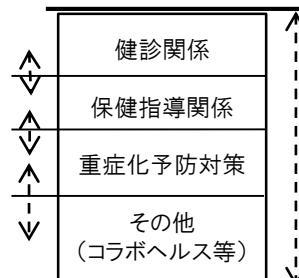 健診関係
保健指導関係
重症化予防対策
その他
（コラボヘルス等）